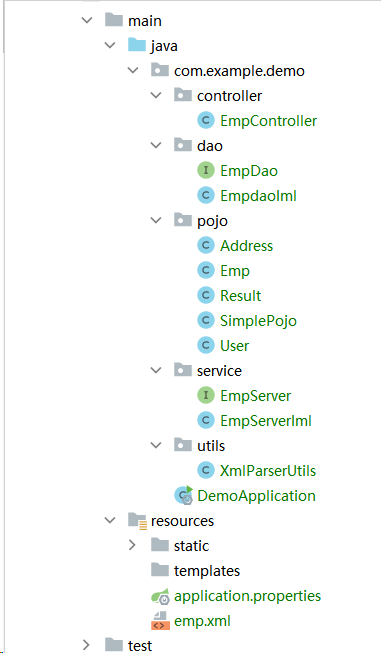 main
java
com.example.demo
controller
EmpController
dao
EmpDao
EmpdaoIml
pojo
Address
Emp
Result
SimplePojo
User
service
EmpServer
EmpServerIml
utils
XmlParserUtils
DemoApplication
resources
static
templates
application.properties
emp.xml
test